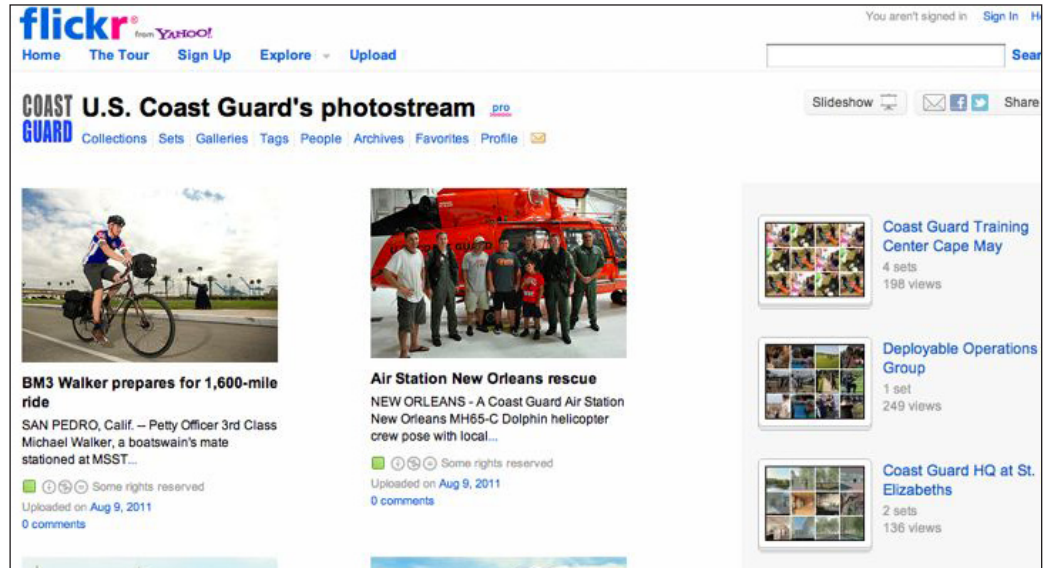 flickr® from YAHOO!
You aren't signed in Sign In
Home The Tour Sign Up Explore Upload
COAST GUARD
U.S. Coast Guard's photostream pro
Slideshow Share
Collections Sets Galleries Tags People Archives Favorites Profile
U.S. COAST GUARD
BM3 Walker prepares for 1,600-mile
ride
SAN PEDRO, Calif. -- Petty Officer 3rd Class
Michael Walker, a boatswain's mate
stationed at MSST...
Some rights reserved
Uploaded on Aug 9, 2011
0 comments
Air Station New Orleans rescue
NEW ORLEANS - A Coast Guard Air Station
New Orleans MH65-C Dolphin helicopter
crew pose with local...
Some rights reserved
Uploaded on Aug 9, 2011
0 comments
Coast Guard Training
Center Cape May
4 sets
198 views
Deployable Operations
Group
1 set
249 views
Coast Guard HQ at St.
Elizabeths
2 sets
136 views